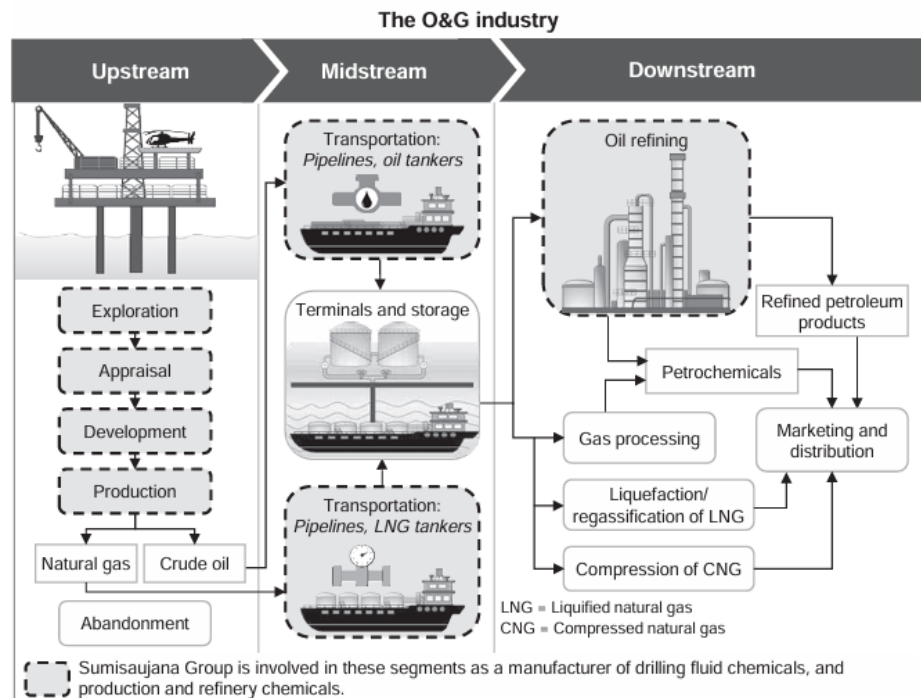 The O&G industry
Upstream
Midstream
Downstream
Exploration
Appraisal
Development
Production
Natural gas
Crude oil
Abandonment
Transportation:
Pipelines, oil tankers
Terminals and storage
Transportation:
Pipelines, LNG tankers
Oil refining
Refined petroleum
products
Petrochemicals
Gas processing
Marketing and
distribution
Liquefaction/
regassification of LNG
Compression of CNG
LNG = Liquified natural gas
CNG = Compressed natural gas
Sumisaujana Group is involved in these segments as a manufacturer of drilling fluid chemicals, and
production and refinery chemicals.